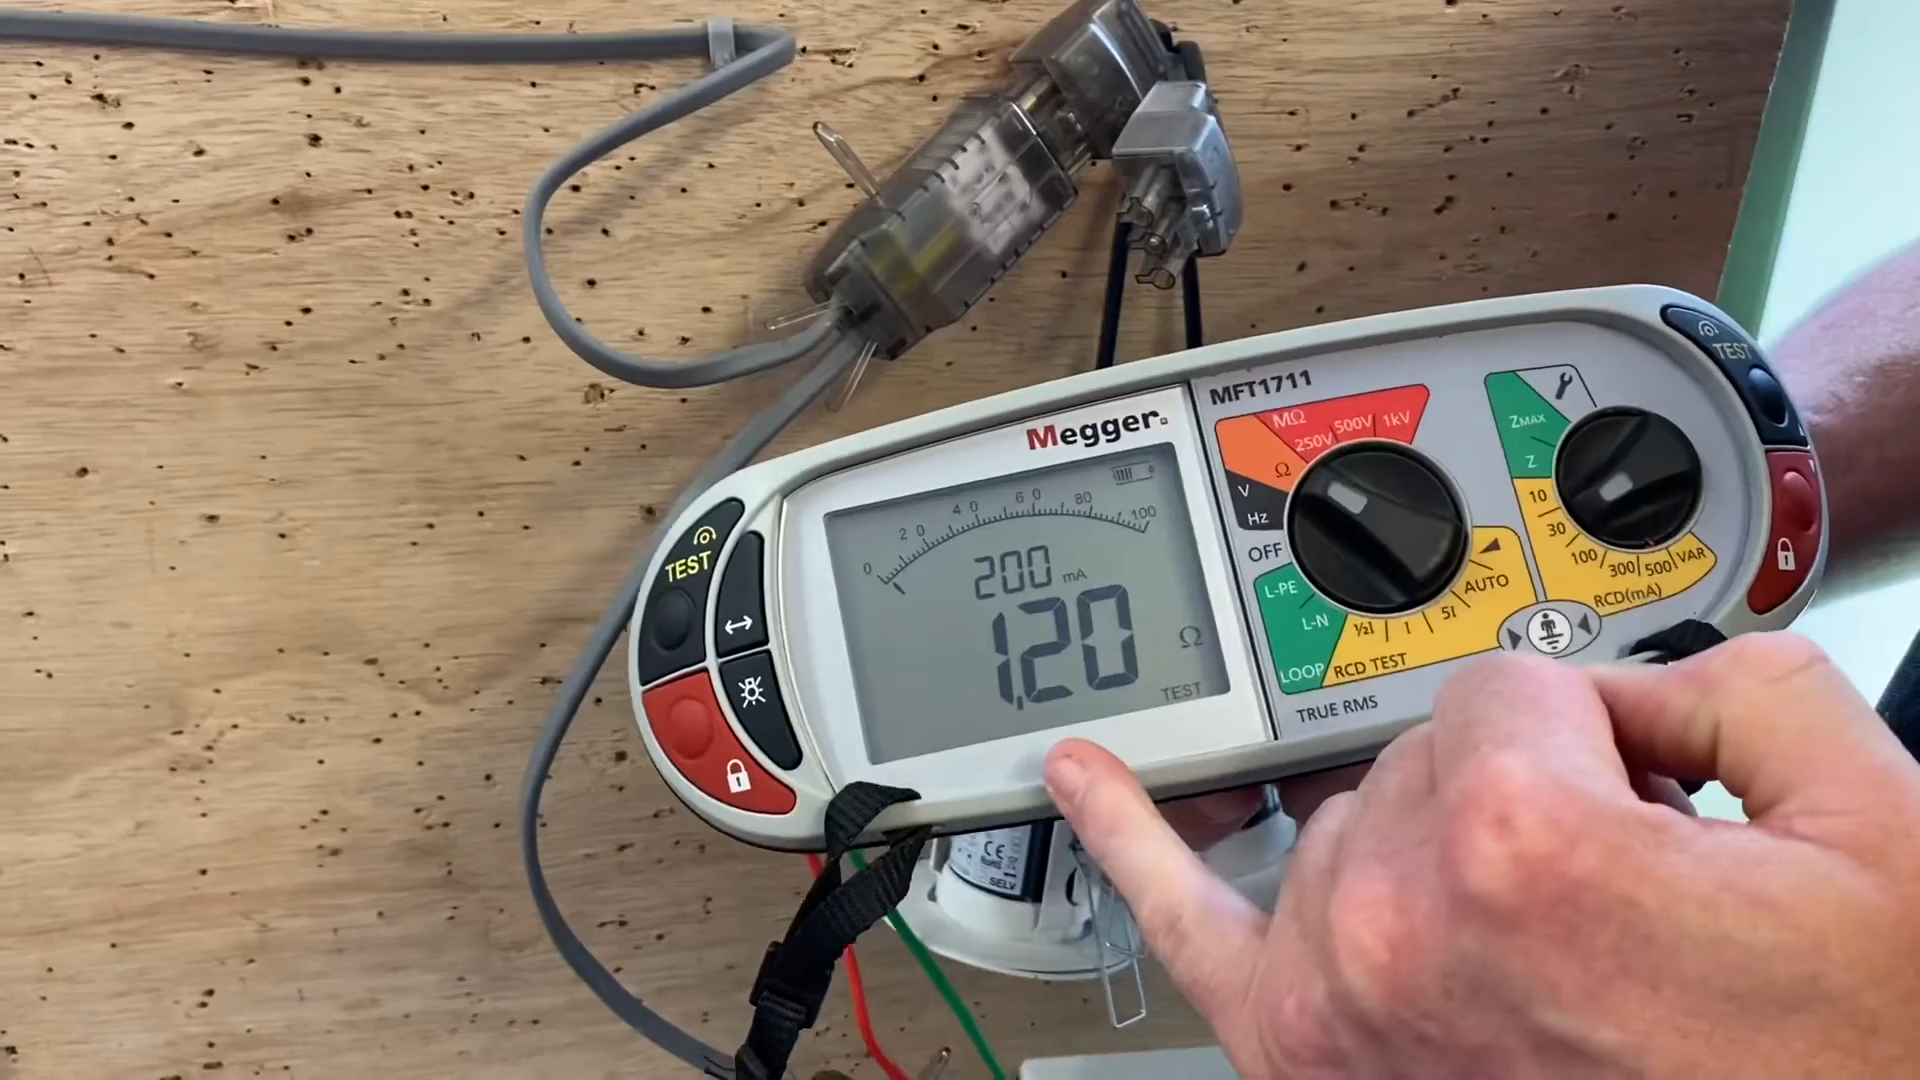 Megger.
MFT1711
0 20 40 60 80 100
200 mA
1.20 Ω
TEST
TEST
TEST
MΩ
250V 500V 1kV
Ω
V
Hz
OFF
L-PE
L-N
LOOP
½I I 5I AUTO
RCD TEST
TRUE RMS
ZMAX
Z
10
30
100 300 500 VAR
RCD(mA)
CE
SELV